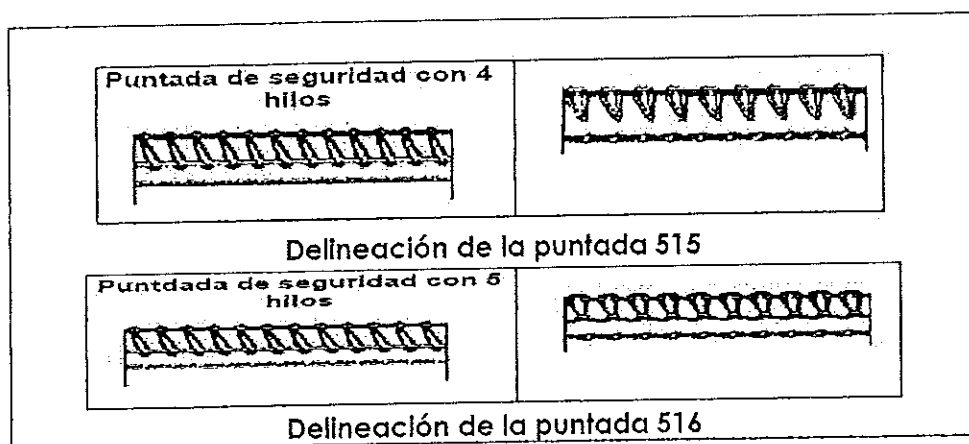 Puntada de seguridad con 4
hilos
Delineación de la puntada 515
Puntdada de seguridad con 5
hilos
Delineación de la puntada 516